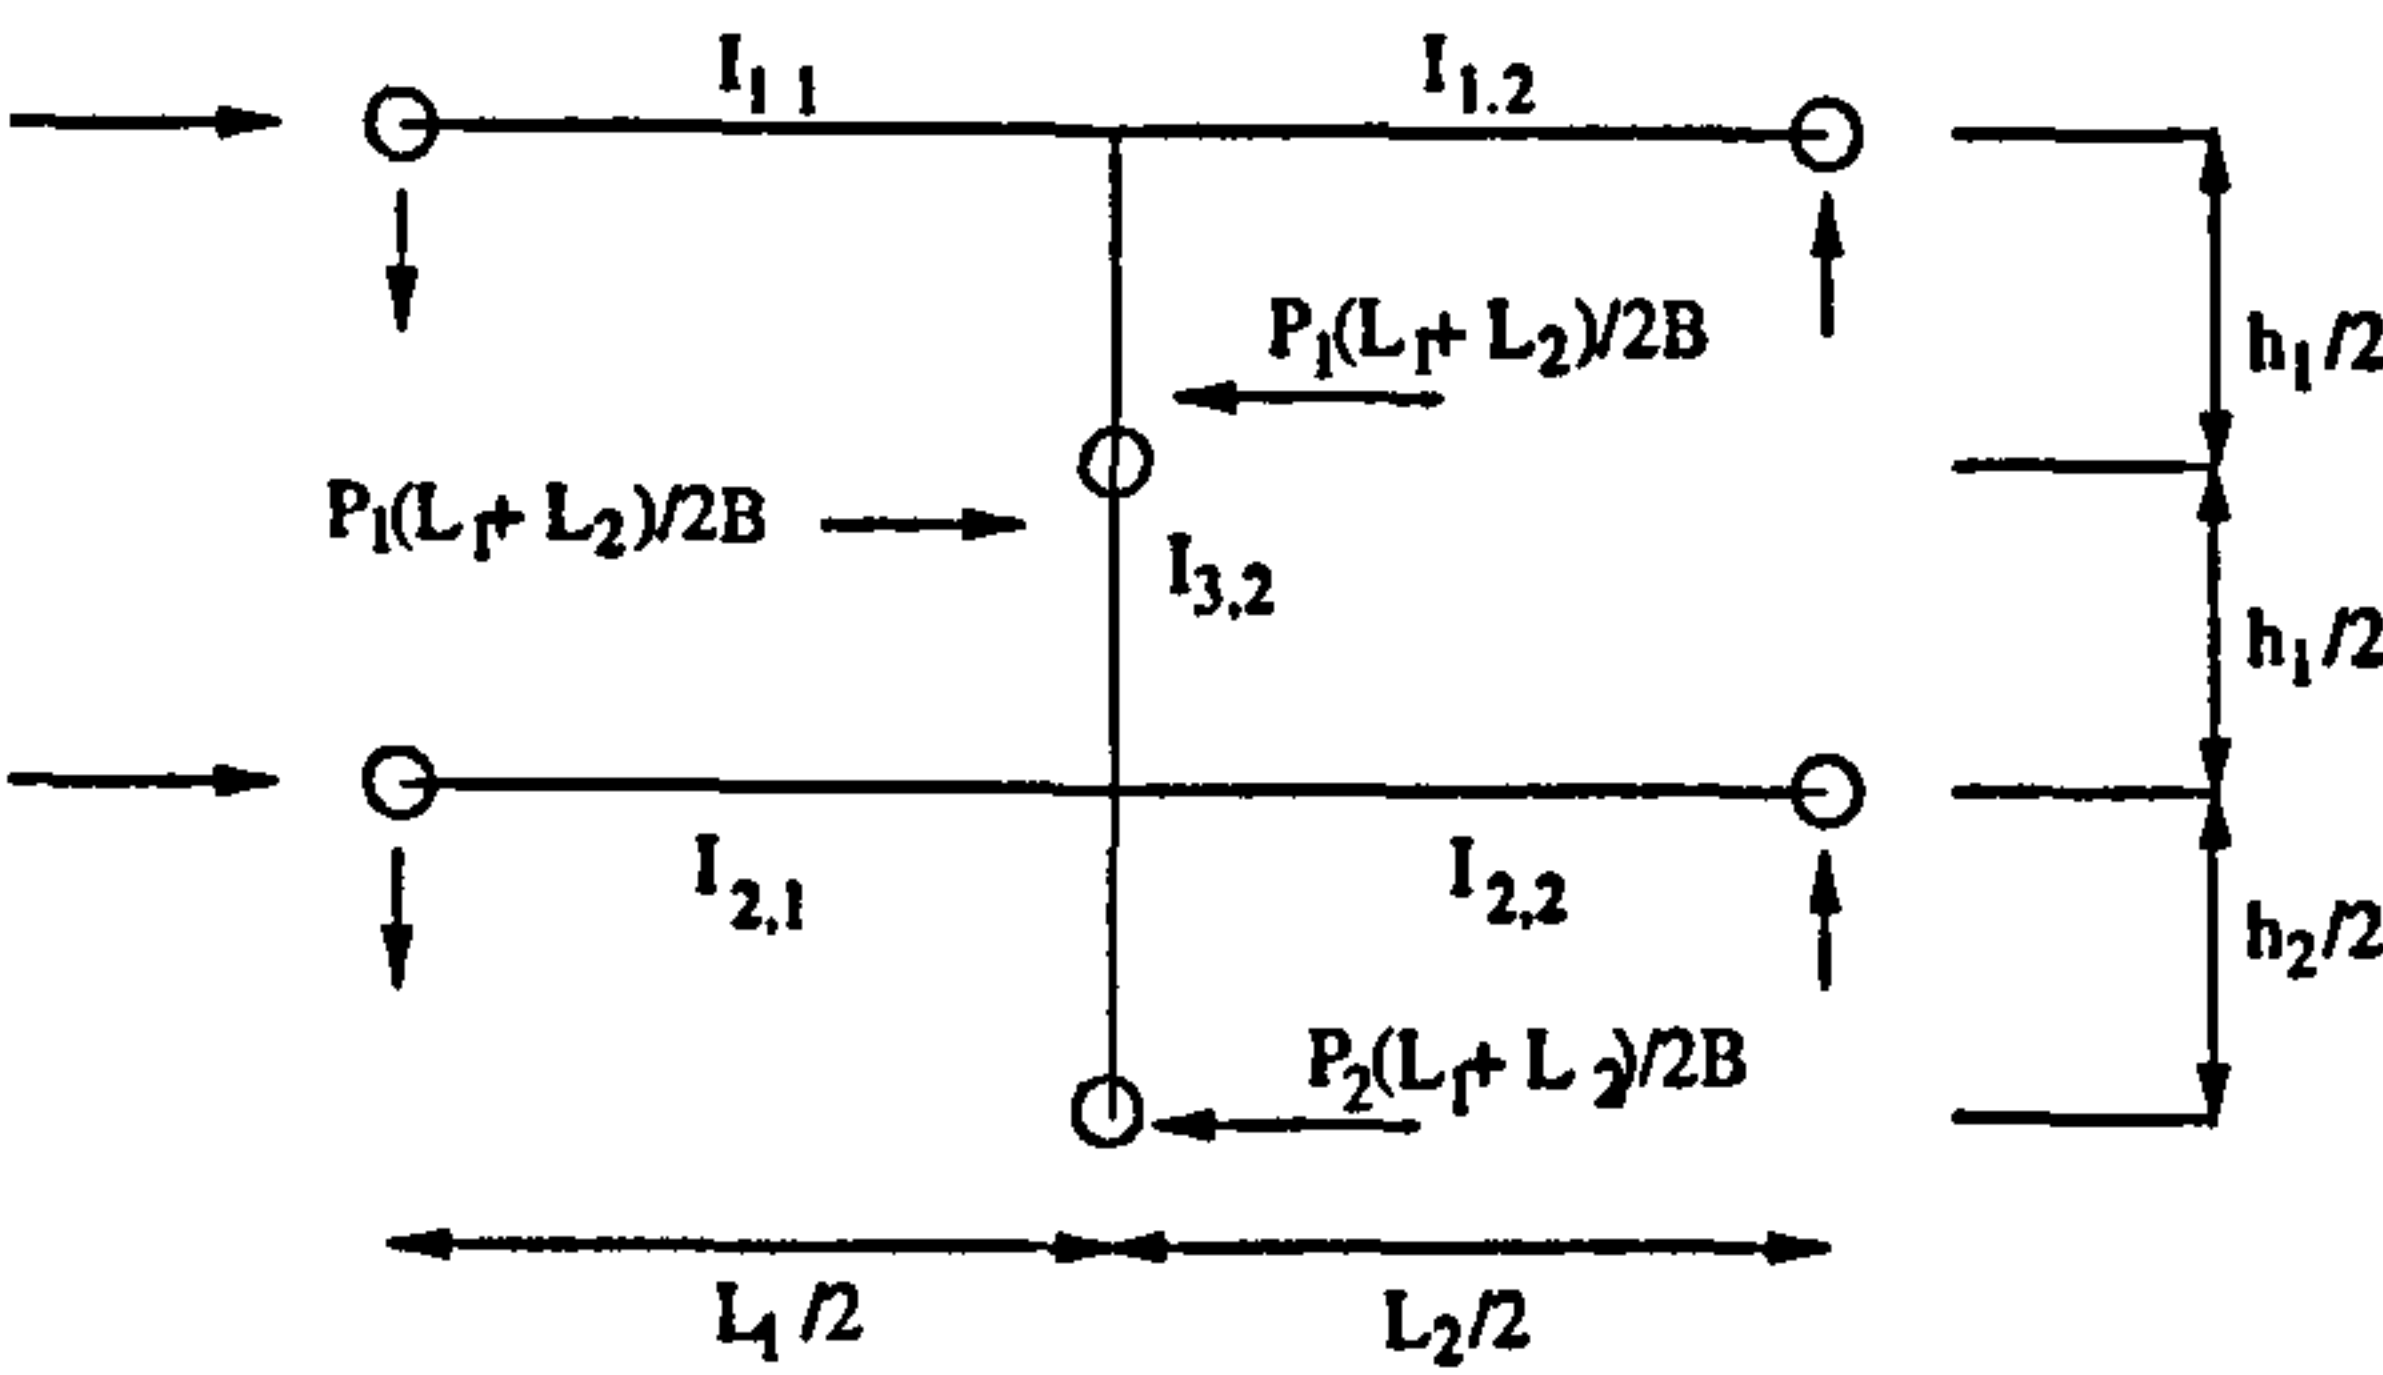 I1 1
I1.2
P1(L1+ L2)/2B
h1/2
P1(L1+ L2)/2B
I3,2
h1/2
I2,1
I2,2
h2/2
P2(L1+ L2)/2B
L1/2
L2/2